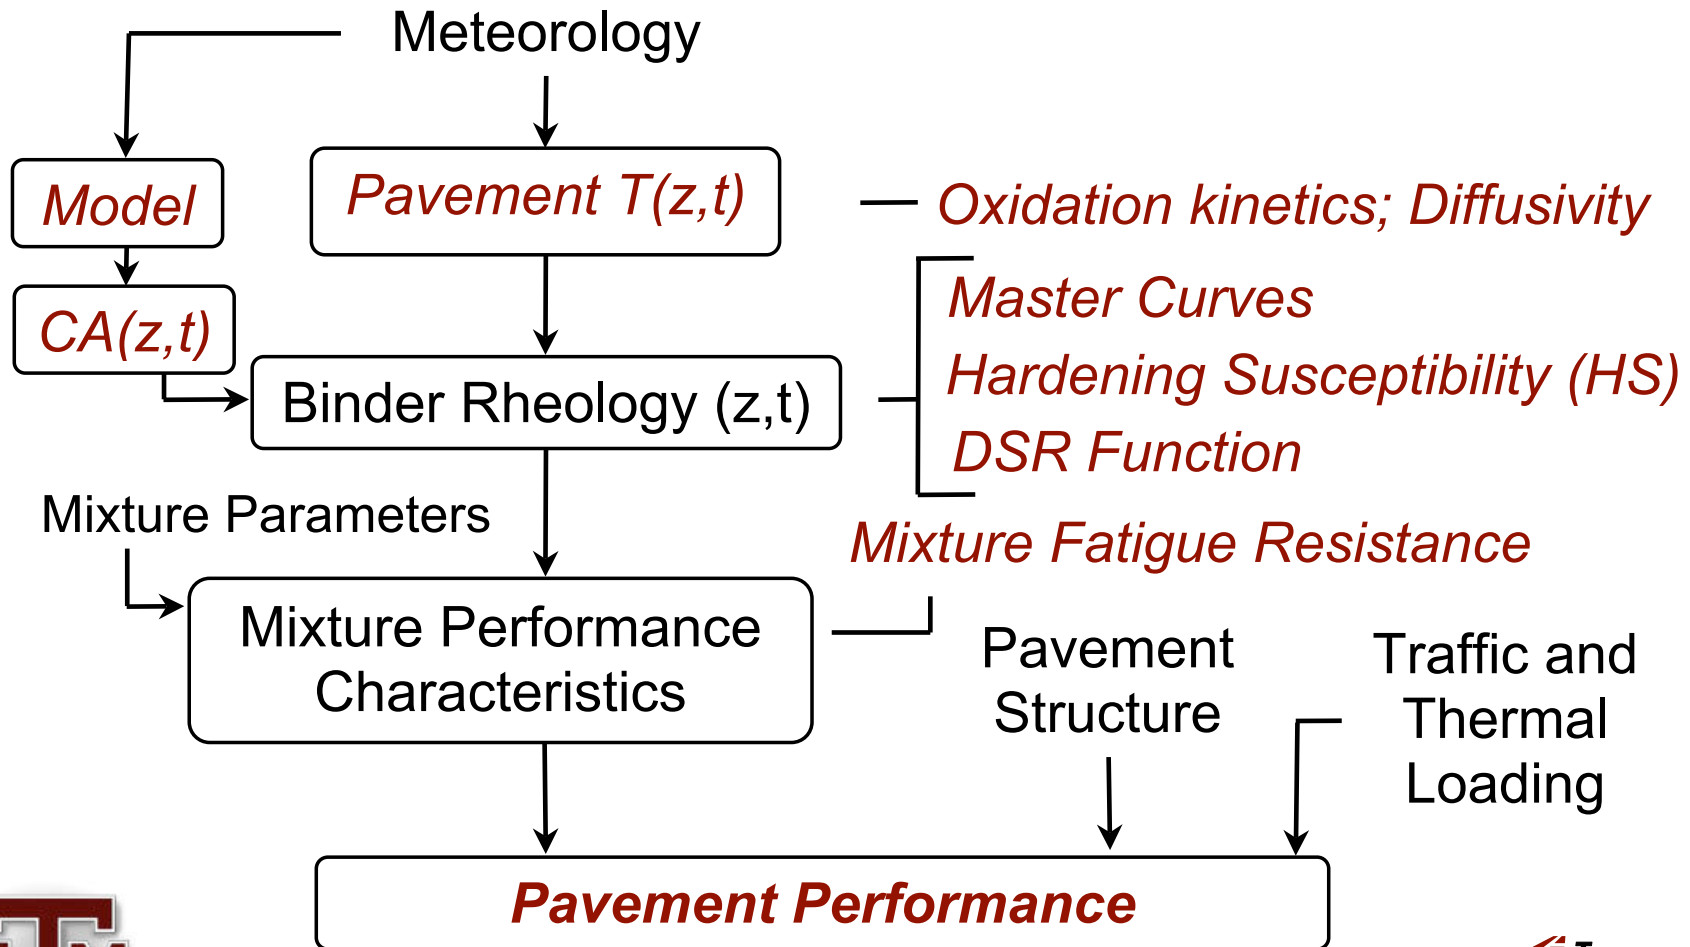 Meteorology
Model
Pavement T(z,t)
Oxidation kinetics; Diffusivity
CA(z,t)
Master Curves
Hardening Susceptibility (HS)
DSR Function
Binder Rheology (z,t)
Mixture Parameters
Mixture Fatigue Resistance
Mixture Performance
Characteristics
Pavement
Structure
Traffic and
Thermal
Loading
Pavement Performance